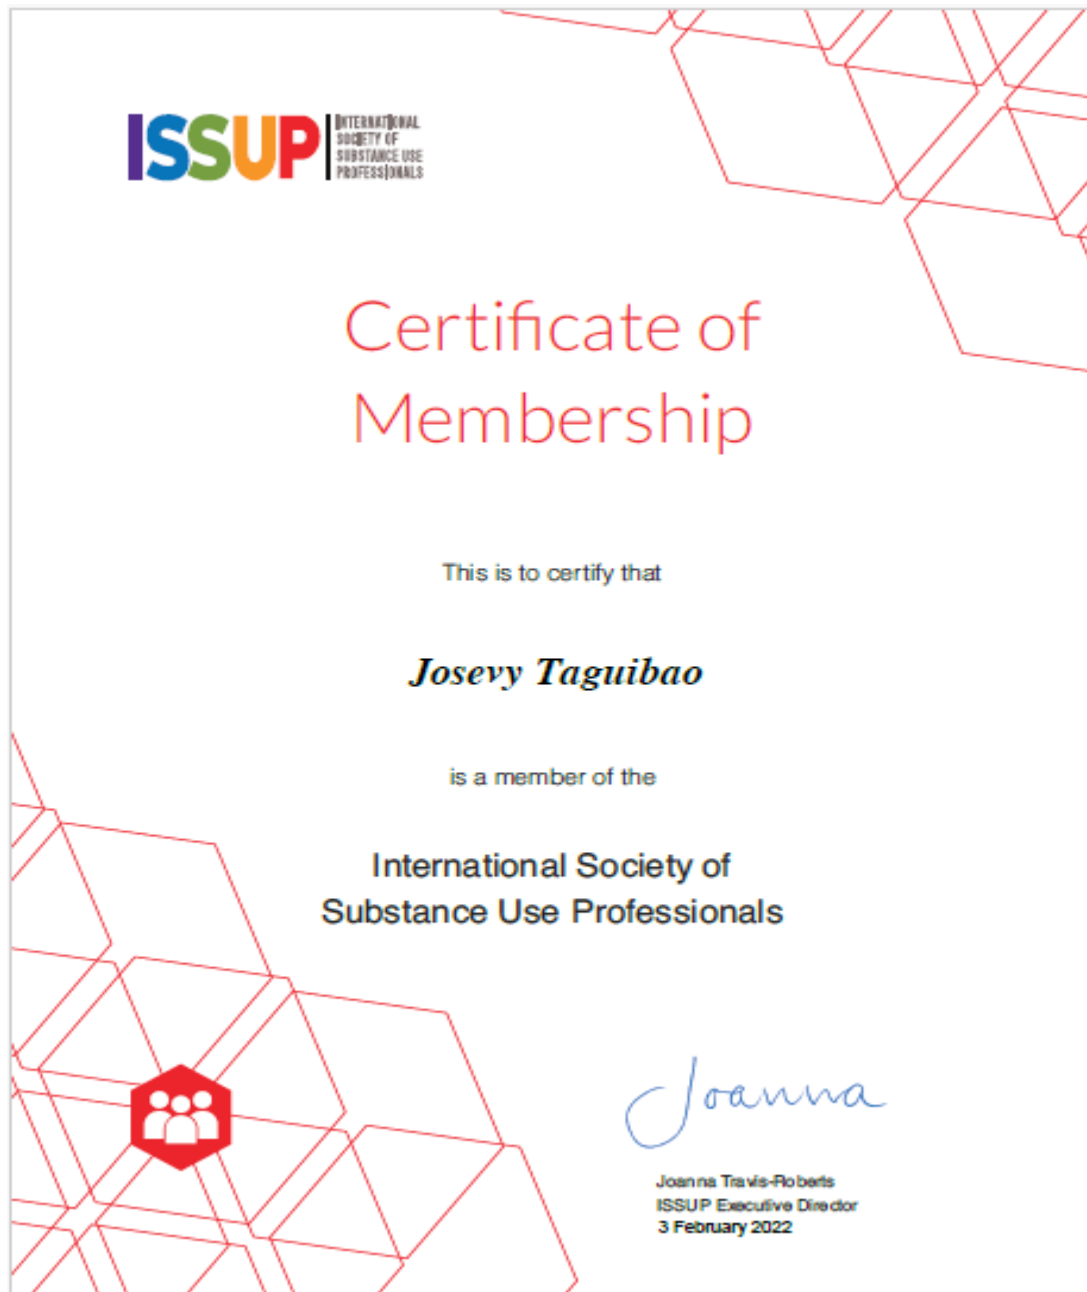 ISSUP
INTERNATIONAL
SOCIETY OF
SUBSTANCE USE
PROFESSIONALS
Certificate of
Membership
This is to certify that
Josevy Taguibao
is a member of the
International Society of
Substance Use Professionals
Joanna
Joanna Travis-Roberts
ISSUP Executive Director
3 February 2022